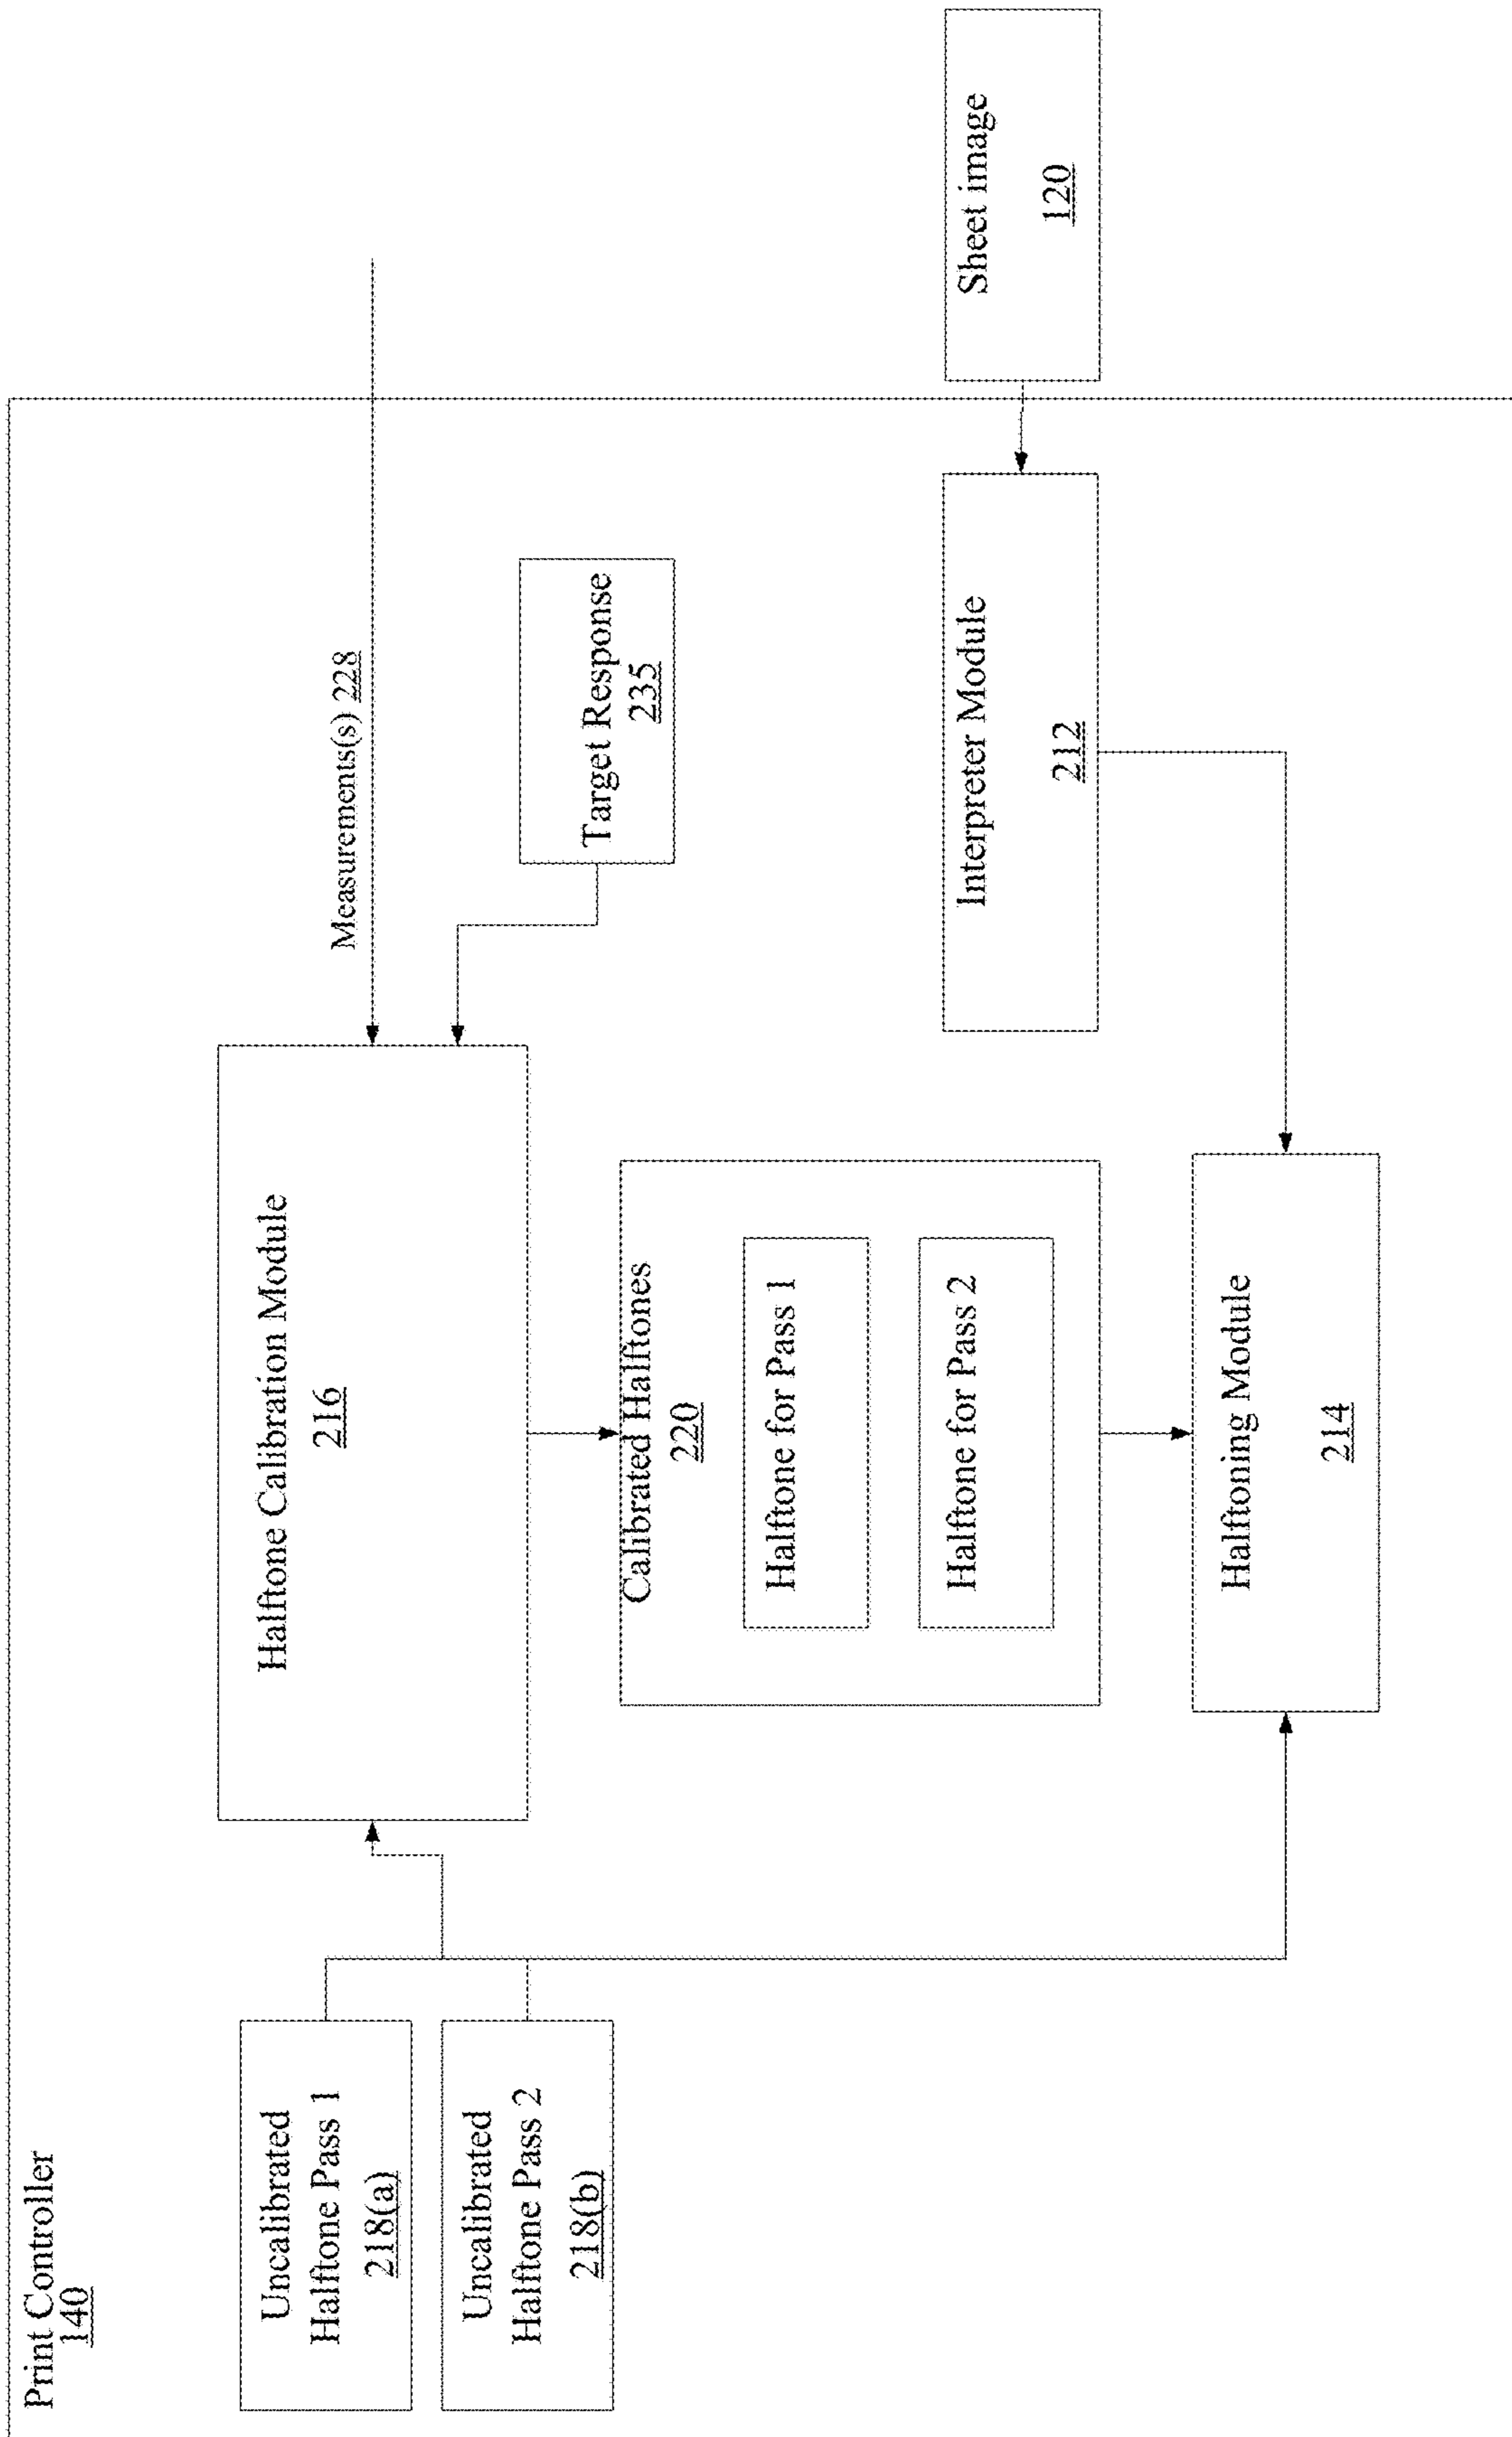 Print Controller
140
Uncalibrated
Halftone Pass 1
218(a)
Uncalibrated
Halftone Pass 2
218(b)
Halftone Calibration Module
216
Measurements(s) 228
Target Response
235
Calibrated Halftones
220
Halftone for Pass 1
Halftone for Pass 2
Interpreter Module
212
Sheet image
120
Halftoning Module
214